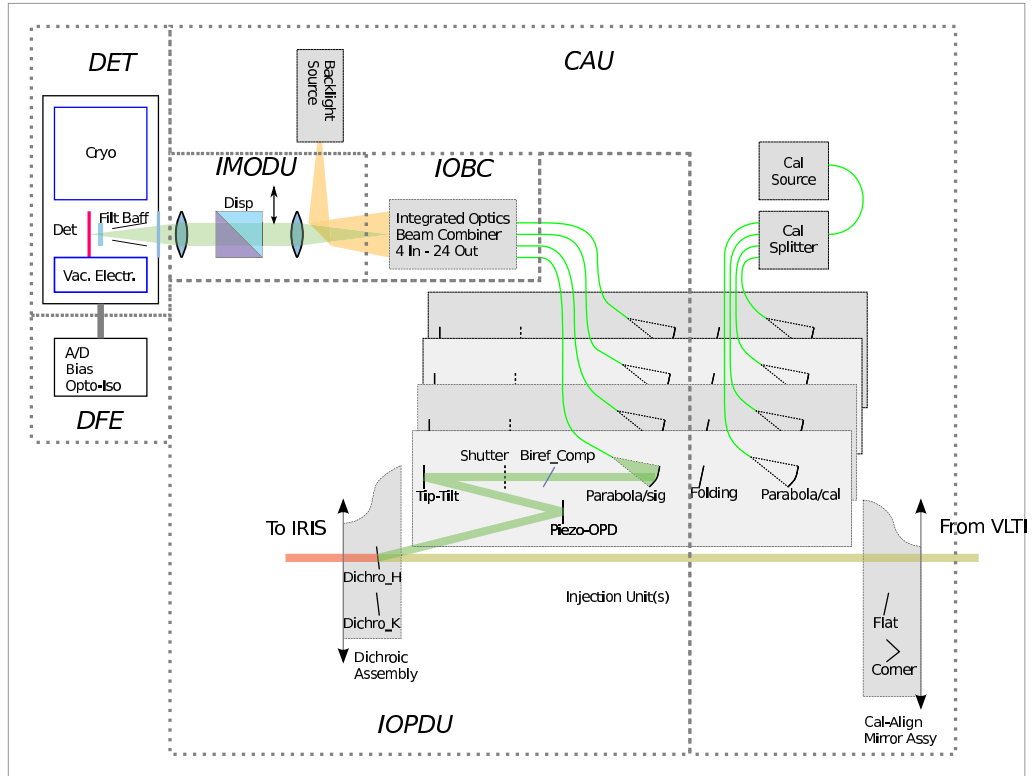 DET
CAU
Backlight
Source
Cryo
IMODU
IOBC
Cal
Source
Disp
Filt Baff
Det
Integrated Optics
Beam Combiner
4 In - 24 Out
Cal
Splitter
Vac. Electr.
A/D
Bias
Opto-Iso
DFE
Shutter
Biref_Comp
Tip-Tilt
Parabola/sig
Folding
Parabola/cal
Piezo-OPD
To IRIS
From VLTI
Dichro_H
Injection Unit(s)
Dichro_K
Flat
Dichroic
Assembly
Corner
IOPDU
Cal-Align
Mirror Assy